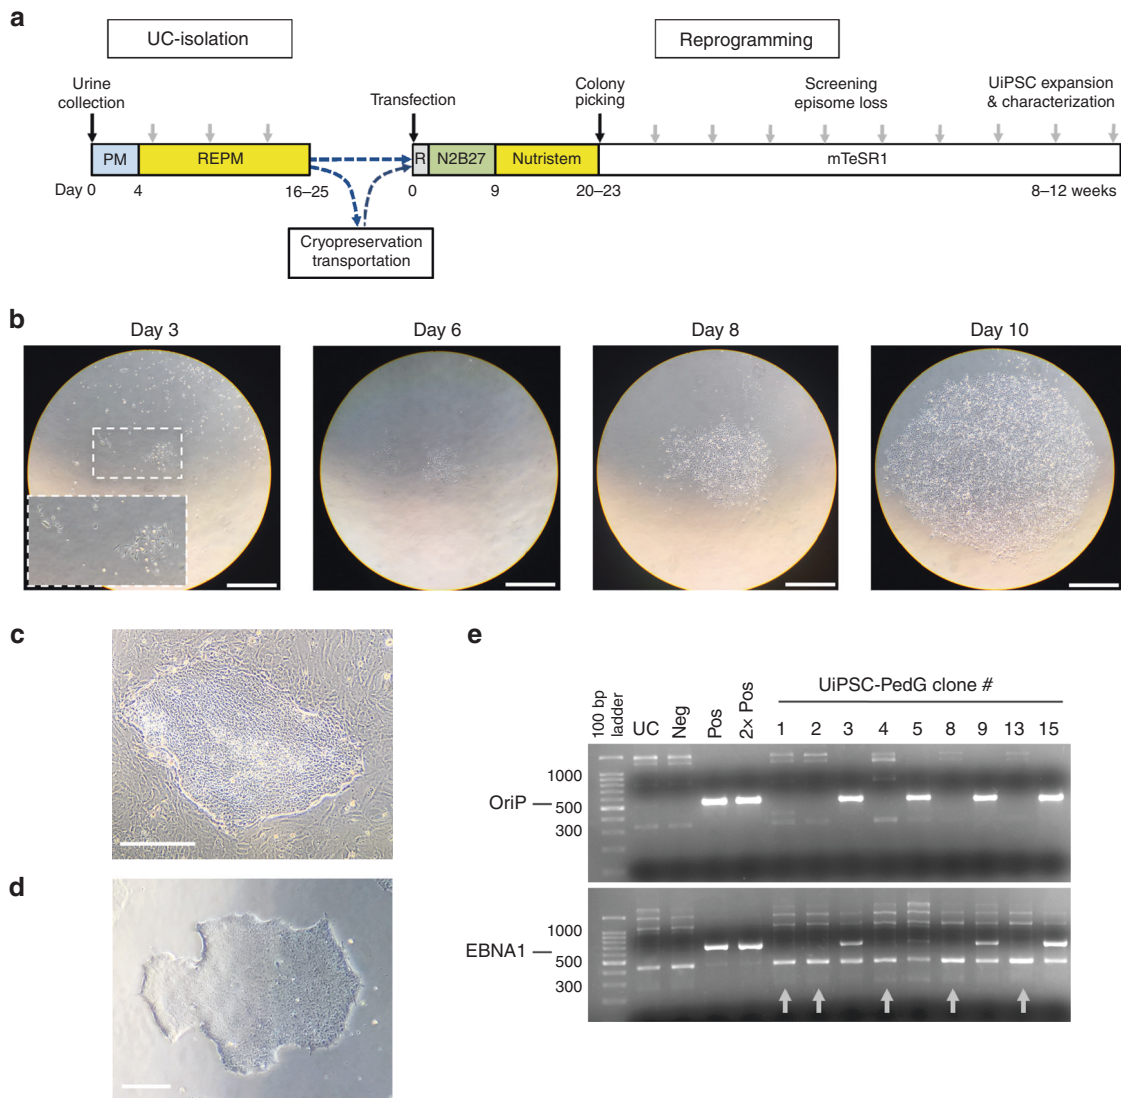 a
UC-isolation
Reprogramming
Urine
collection
Transfection
Colony
picking
Screening
episome loss
UiPSC expansion
& characterization
PM
REPM
R
N2B27
Nutristem
mTeSR1
Day 0
4
16–25
0
9
20–23
8–12 weeks
Cryopreservation
transportation
b
Day 3
Day 6
Day 8
Day 10
c
d
e
UiPSC-PedG clone #
100 bp
ladder
UC
Neg
Pos
2× Pos
1
2
3
4
5
8
9
13
15
OriP
1000
500
300
EBNA1
1000
500
300